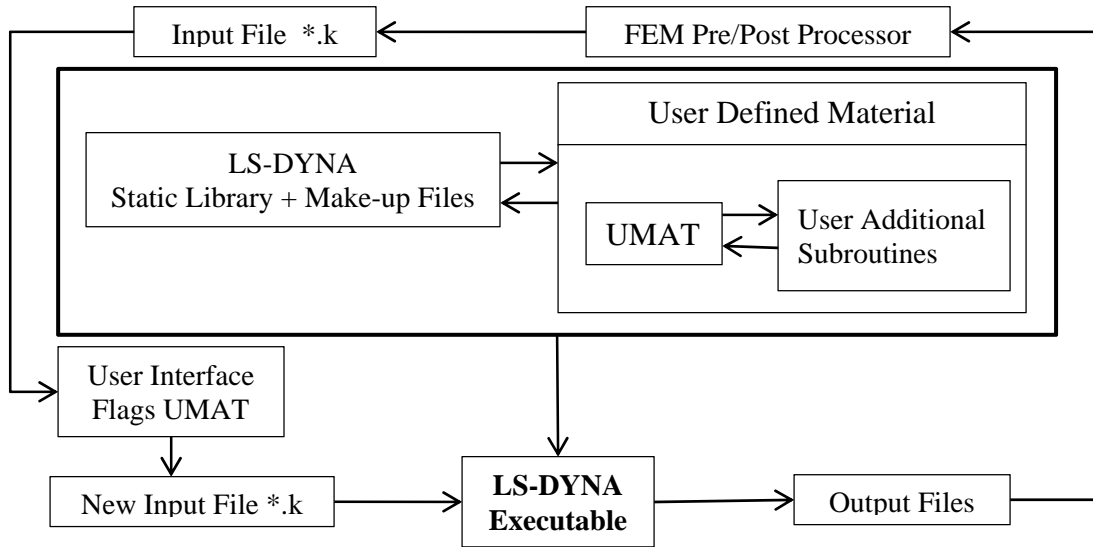 Input File *.k
FEM Pre/Post Processor
User Defined Material
LS-DYNA
Static Library + Make-up Files
UMAT
User Additional
Subroutines
User Interface
Flags UMAT
New Input File *.k
LS-DYNA
Executable
Output Files